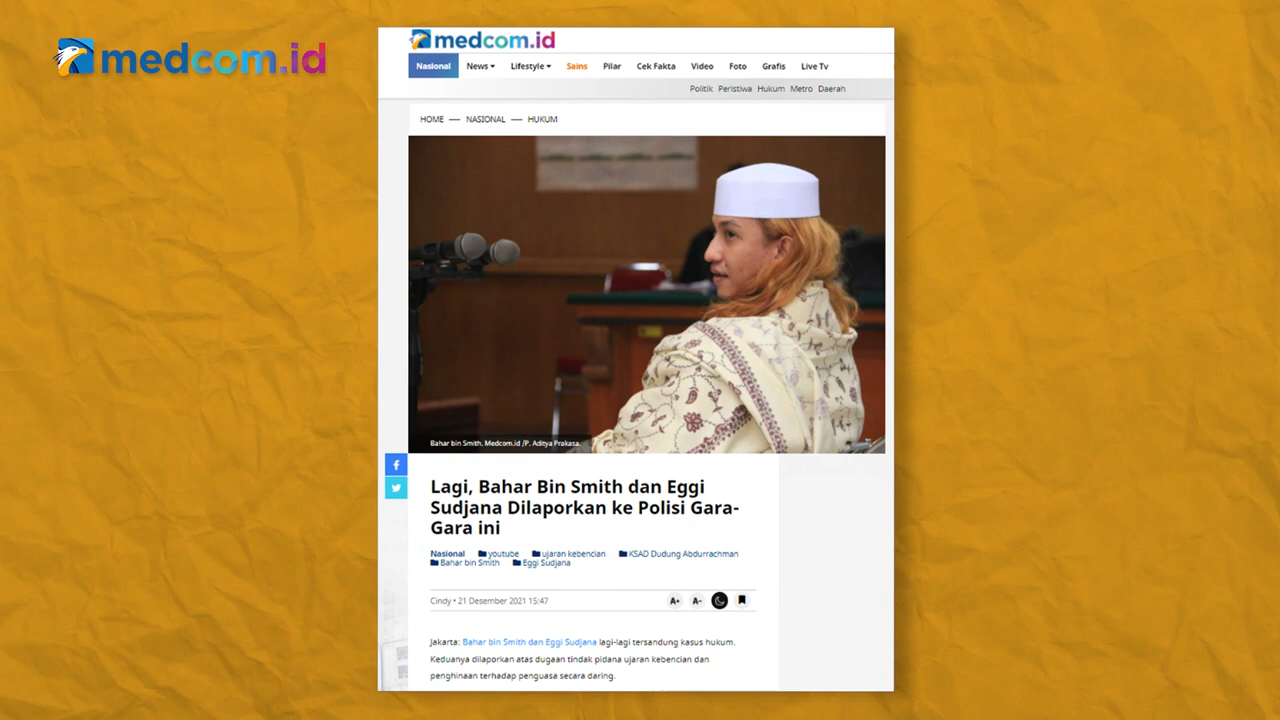 medcom.id
medcom.id
Nasional News Lifestyle Sains Pilar Cek Fakta Video Foto Grafis Live Tv
Politik Peristiwa Hukum Metro Daerah
HOME — NASIONAL — HUKUM
Bahar bin Smith. Medcom.id /P. Aditya Prakasa.
Lagi, Bahar Bin Smith dan Eggi
Sudjana Dilaporkan ke Polisi Gara-
Gara ini
Nasional youtube ujaran kebencian KSAD Dudung Abdurrachman
Bahar bin Smith Eggi Sudjana
Cindy • 21 Desember 2021 15:47 A+ A-
Jakarta: Bahar bin Smith dan Eggi Sudjana lagi-lagi tersandung kasus hukum.
Keduanya dilaporkan atas dugaan tindak pidana ujaran kebencian dan
penghinaan terhadap penguasa secara daring.